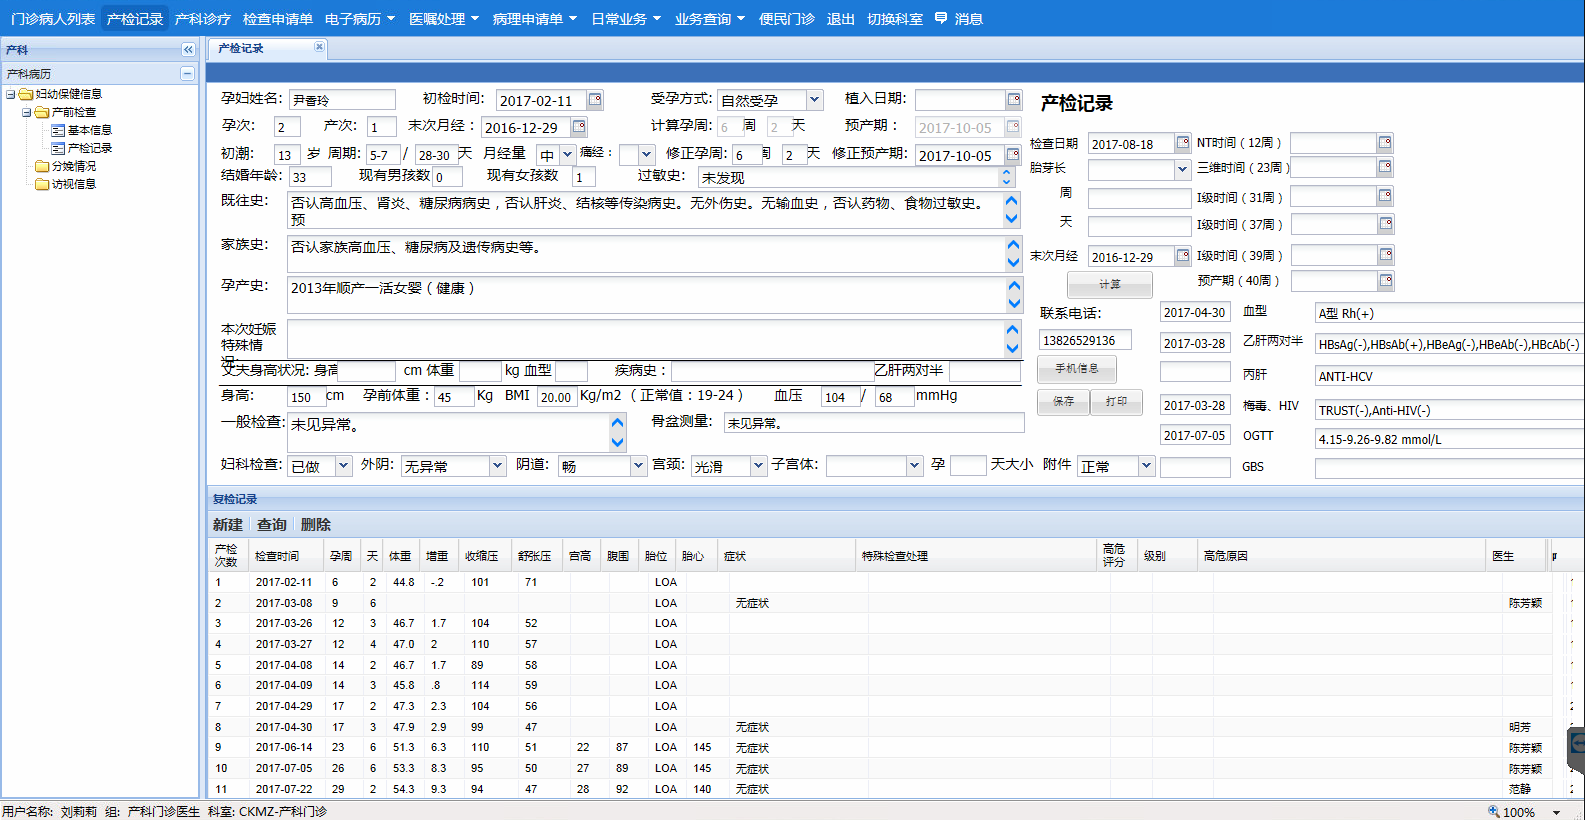 门诊病人列表 产检记录 产科诊疗 检查申请单 电子病历 医嘱处理 病理申请单 日常业务 业务查询 便民门诊 退出 切换科室 消息
产科
产检记录
产科病历
妇幼保健信息
产前检查
基本信息
产检记录
分娩情况
访视信息
孕妇姓名: 尹香玲 初检时间: 2017-02-11 受孕方式: 自然受孕 植入日期:
孕次: 2 产次: 1 末次月经: 2016-12-29 计算孕周: 6 周 2 天 预产期: 2017-10-05
初潮: 13 岁 周期: 5-7 / 28-30 天 月经量 中 痛经: 修正孕周: 6 周 2 天 修正预产期: 2017-10-05
结婚年龄: 33 现有男孩数 0 现有女孩数 1 过敏史: 未发现
既往史: 否认高血压、肾炎、糖尿病病史，否认肝炎、结核等传染病史。无外伤史。无输血史，否认药物、食物过敏史。
预
家族史: 否认家族高血压、糖尿病及遗传病史等。
孕产史: 2013年顺产一活女婴（健康）
本次妊娠
特殊情
况:
丈夫身高状况: 身高 cm 体重 kg 血型 疾病史: 乙肝两对半
身高: 150 cm 孕前体重: 45 Kg BMI 20.00 Kg/m2 （正常值：19-24） 血压 104 / 68 mmHg
一般检查: 未见异常。 骨盆测量: 未见异常。
妇科检查: 已做 外阴: 无异常 阴道: 畅 宫颈: 光滑 子宫体: 孕 天大小 附件 正常
产检记录
检查日期 2017-08-18 NT时间（12周）
胎芽长 三维时间（23周）
周 I级时间（31周）
天 I级时间（37周）
末次月经 2016-12-29 I级时间（39周）
计算 预产期（40周）
联系电话: 2017-04-30 血型 A型 Rh(+)
13826529136 2017-03-28 乙肝两对半 HBsAg(-),HBsAb(+),HBeAg(-),HBeAb(-),HBcAb(-)
手机信息 丙肝 ANTI-HCV
保存 打印 2017-03-28 梅毒、HIV TRUST(-),Anti-HIV(-)
2017-07-05 OGTT 4.15-9.26-9.82 mmol/L
GBS
复检记录
新建 查询 删除
产检次数 检查时间 孕周 天 体重 增重 收缩压 舒张压 宫高 腹围 胎位 胎心 症状 特殊检查处理 高危评分 级别 高危原因 医生
1 2017-02-11 6 2 44.8 -.2 101 71 LOA
2 2017-03-08 9 6 LOA 无症状 陈芳颖
3 2017-03-26 12 3 46.7 1.7 104 52 LOA
4 2017-03-27 12 4 47.0 2 110 57 LOA
5 2017-04-08 14 2 46.7 1.7 89 58 LOA
6 2017-04-09 14 3 45.8 .8 114 59 LOA
7 2017-04-29 17 2 47.3 2.3 104 56 LOA
8 2017-04-30 17 3 47.9 2.9 99 47 LOA 无症状 明芳
9 2017-06-14 23 6 51.3 6.3 110 51 22 87 LOA 145 无症状 陈芳颖
10 2017-07-05 26 6 53.3 8.3 95 50 27 89 LOA 145 无症状 陈芳颖
11 2017-07-22 29 2 54.3 9.3 94 47 28 92 LOA 140 无症状 范静
用户名称: 刘莉莉 组: 产科门诊医生 科室: CKMZ-产科门诊 100%